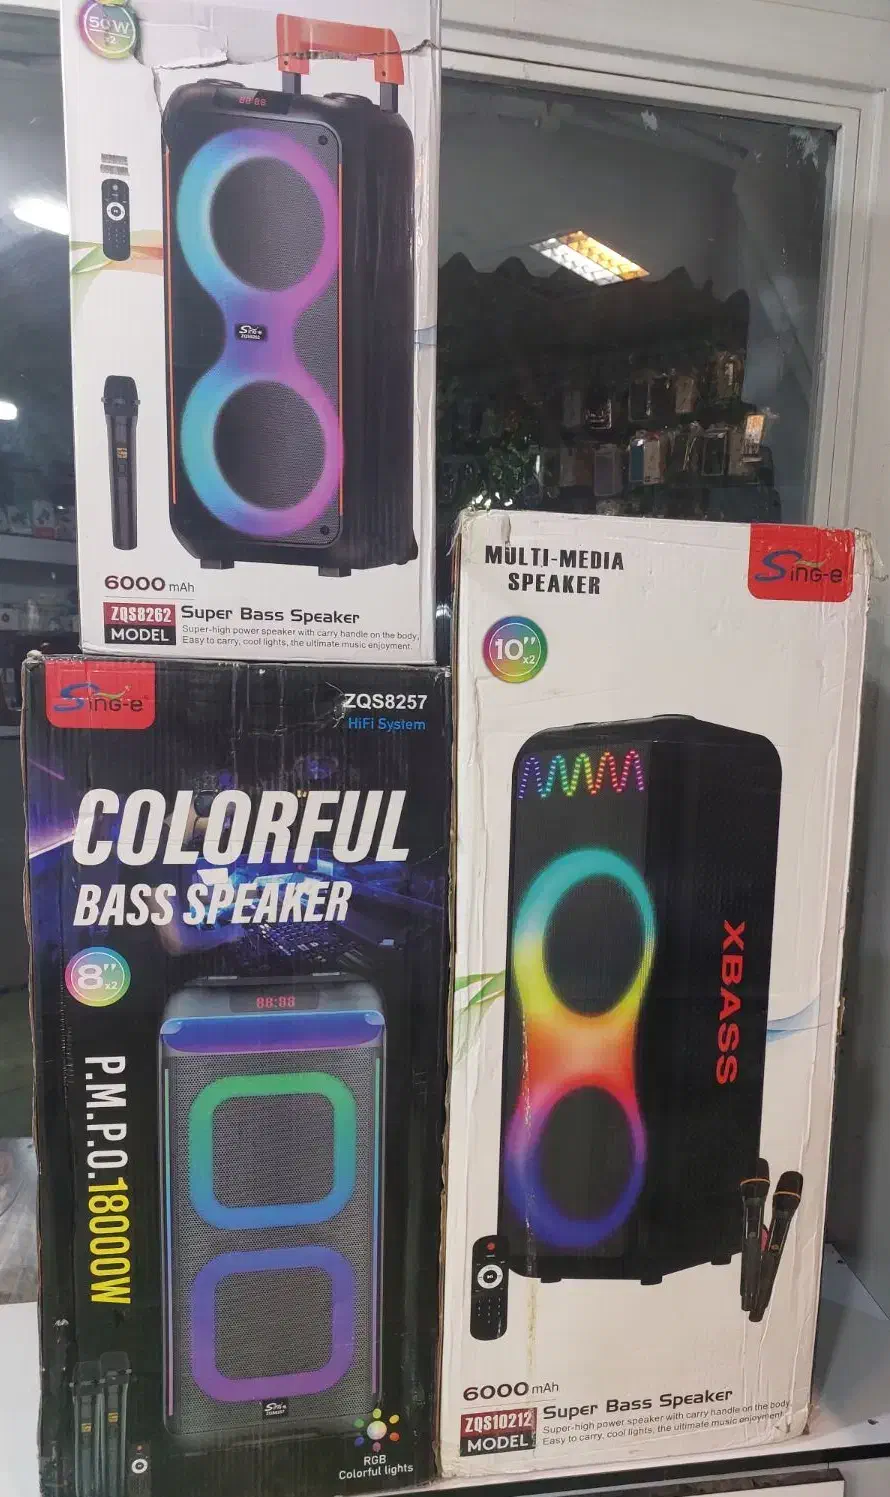 50W
x2
88:88
Sing-e
6000 mAh
ZQS8262
MODEL
Super Bass Speaker
Super-high power speaker with carry handle on the body,
Easy to carry, cool lights, the ultimate music enjoyment.
Sing-e
ZQS8257
HiFi System
COLORFUL
BASS SPEAKER
8"
x2
88:88
P.M.P.O.18000W
Sing-e
RGB
Colorful lights
MULTI-MEDIA
SPEAKER
Sing-e
10"
x2
XBASS
6000 mAh
ZQS10212
MODEL
Super Bass Speaker
Super-high power speaker with carry handle on the body,
Easy to carry, cool lights, the ultimate music enjoyment.